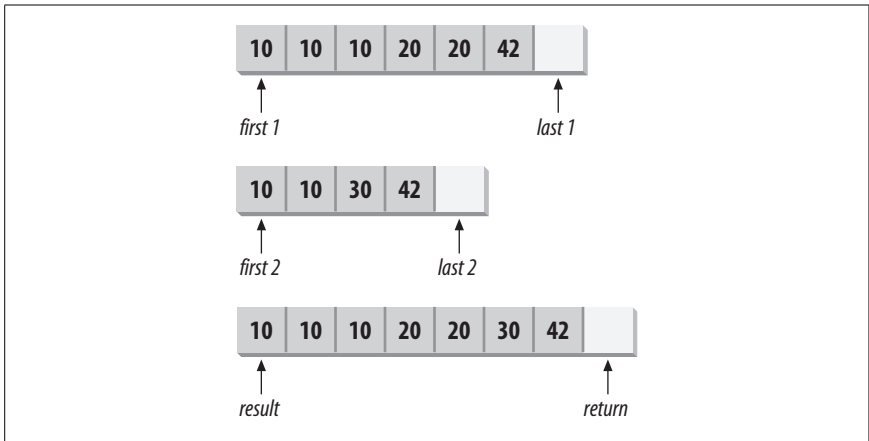 10 10 10 20 20 42
first 1 last 1
10 10 30 42
first 2 last 2
10 10 10 20 20 30 42
result return